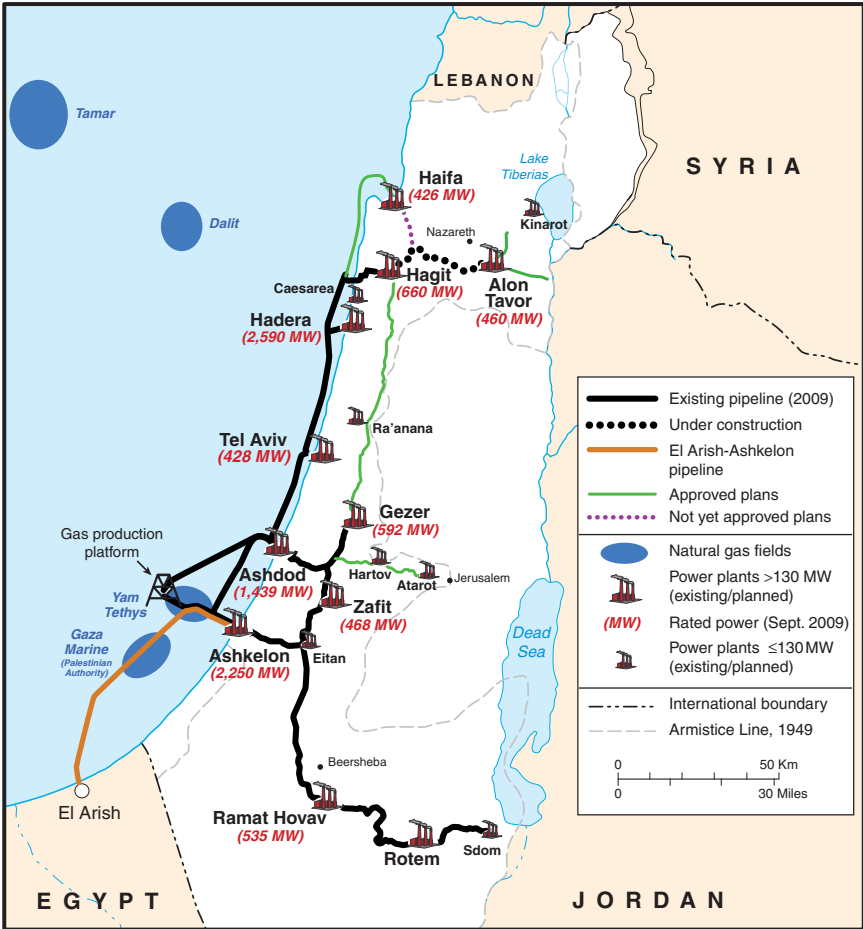 LEBANON
Tamar
SYRIA
Lake
Tiberias
Haifa
(426 MW)
Kinarot
Dalit
Nazareth
Hagit
(660 MW)
Alon
Tavor
(460 MW)
Caesarea
Hadera
(2,590 MW)
Ra’anana
Tel Aviv
(428 MW)
Gezer
(592 MW)
Gas production
platform
Ashdod
(1,439 MW)
Hartov
Atarot
Jerusalem
Yam
Tethys
Zafit
(468 MW)
Gaza
Marine
(Palestinian
Authority)
Ashkelon
(2,250 MW)
Eitan
Dead
Sea
Beersheba
El Arish
Ramat Hovav
(535 MW)
Rotem
Sdom
EGYPT
JORDAN
Existing pipeline (2009)
Under construction
El Arish-Ashkelon
pipeline
Approved plans
Not yet approved plans
Natural gas fields
Power plants >130 MW
(existing/planned)
(MW) Rated power (Sept. 2009)
Power plants ≤130 MW
(existing/planned)
International boundary
Armistice Line, 1949
0 50 Km
0 30 Miles